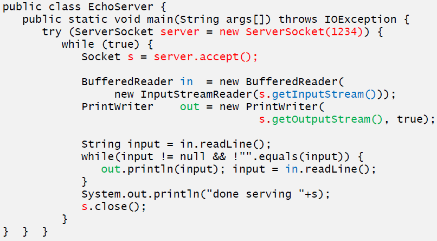 public class EchoServer {
public static void main(String args[]) throws IOException {
try (ServerSocket server = new ServerSocket(1234)) {
while (true) {
Socket s = server.accept();
BufferedReader in = new BufferedReader(
new InputStreamReader(s.getInputStream()));
PrintWriter out = new PrintWriter(
s.getOutputStream(), true);
String input = in.readLine();
while(input != null && !"".equals(input)) {
out.println(input); input = in.readLine();
}
System.out.println("done serving "+s);
s.close();
}
} } }